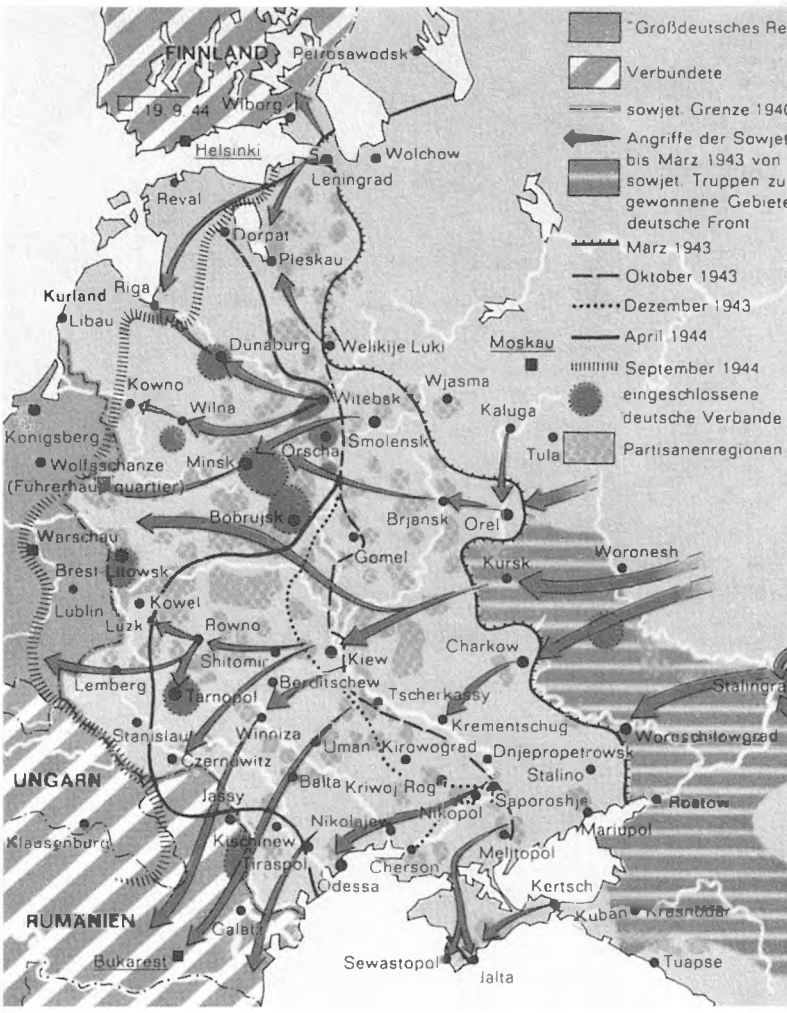 FINNLAND
Petrosawodsk
19. 9. 44
Wiborg
Helsinki
Wolchow
Leningrad
Reval
Dorpat
Pleskau
Riga
Kurland
Libau
Dünaburg
Welikije Luki
Moskau
Kowno
Wilna
Witebsk
Wjasma
Kaluga
Tula
Königsberg
Wolfsschanze
(Führerhauptquartier)
Minsk
Orscha
Smolensk
Bobrujsk
Brjansk
Orel
Warschau
Brest-Litowsk
Gomel
Kursk
Woronesh
Lublin
Kowel
Luzk
Rowno
Shitomir
Kiew
Charkow
Lemberg
Tarnopol
Berditschew
Tscherkassy
Stalingra
Stanislau
Winniza
Krementschug
Woroschilowgrad
Czernowitz
Uman
Kirowograd
Dnjepropetrowsk
UNGARN
Balta
Kriwoj Rog
Stalino
Jassy
Nikopol
Saporoshje
Rostow
Klausenburg
Kischinew
Nikolajew
Mariupol
Tiraspol
Cherson
Melitopol
Odessa
Kertsch
RUMÄNIEN
Galatz
Kuban
Krasnodar
Bukarest
Sewastopol
Jalta
Tuapse
"Großdeutsches Re
Verbündete
sowjet. Grenze 1940
Angriffe der Sowjet
bis März 1943 von
sowjet. Truppen zu
gewonnene Gebiete
deutsche Front
März 1943
Oktober 1943
Dezember 1943
April 1944
September 1944
eingeschlossene
deutsche Verbände
Partisanenregionen